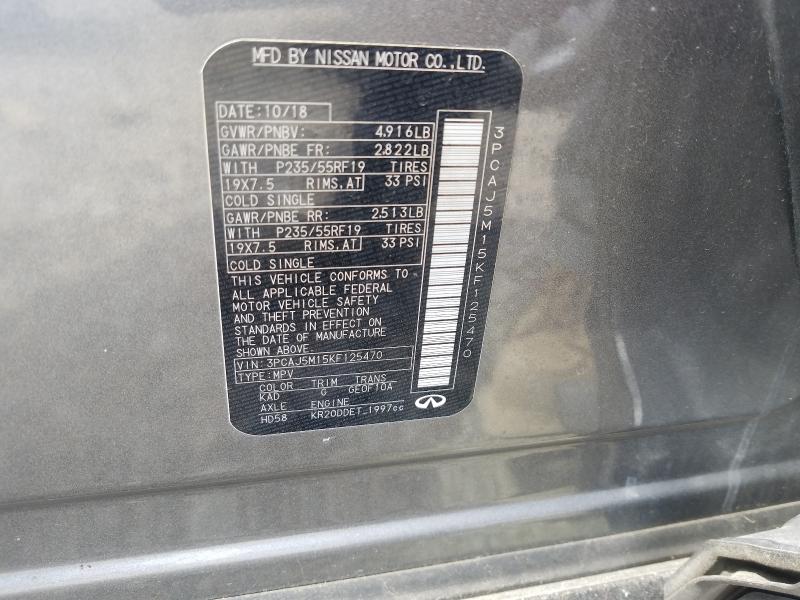 MFD BY NISSAN MOTOR CO.,LTD.
DATE:10/18
GVWR/PNBV: 4,916LB
GAWR/PNBE FR: 2,822LB
WITH P235/55RF19 TIRES
19X7.5 RIMS,AT 33 PSI
COLD SINGLE
GAWR/PNBE RR: 2,513LB
WITH P235/55RF19 TIRES
19X7.5 RIMS,AT 33 PSI
COLD SINGLE
THIS VEHICLE CONFORMS TO
ALL APPLICABLE FEDERAL
MOTOR VEHICLE SAFETY
AND THEFT PREVENTION
STANDARDS IN EFFECT ON
THE DATE OF MANUFACTURE
SHOWN ABOVE.
VIN: 3PCAJ5M15KF125470
TYPE: MPV
COLOR TRIM TRANS
KAD G GE0F10A
AXLE ENGINE
HD58 KR20DDET 1997cc
3PCAJ5M15KF125470